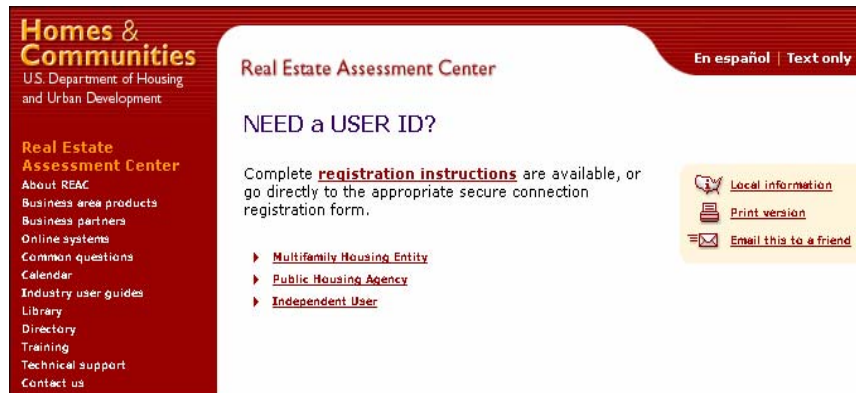 Homes &
Communities
U.S. Department of Housing
and Urban Development
Real Estate
Assessment Center
About REAC
Business area products
Business partners
Online systems
Common questions
Calendar
Industry user guides
Library
Directory
Training
Technical support
Contact us
Real Estate Assessment Center
En español | Text only
NEED a USER ID?
Complete registration instructions are available, or
go directly to the appropriate secure connection
registration form.
Multifamily Housing Entity
Public Housing Agency
Independent User
Local information
Print version
Email this to a friend